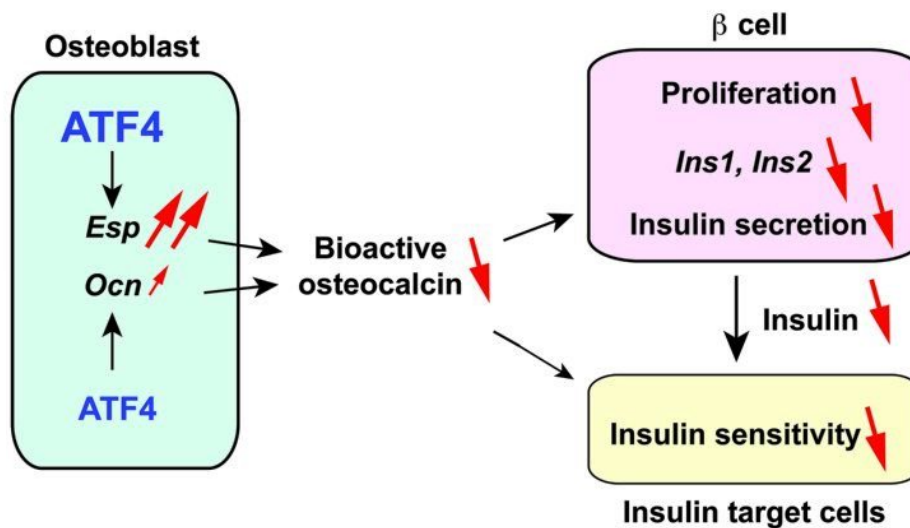 Osteoblast
ATF4
Esp
Ocn
ATF4
Bioactive
osteocalcin
β cell
Proliferation
Ins1, Ins2
Insulin secretion
Insulin
Insulin sensitivity
Insulin target cells